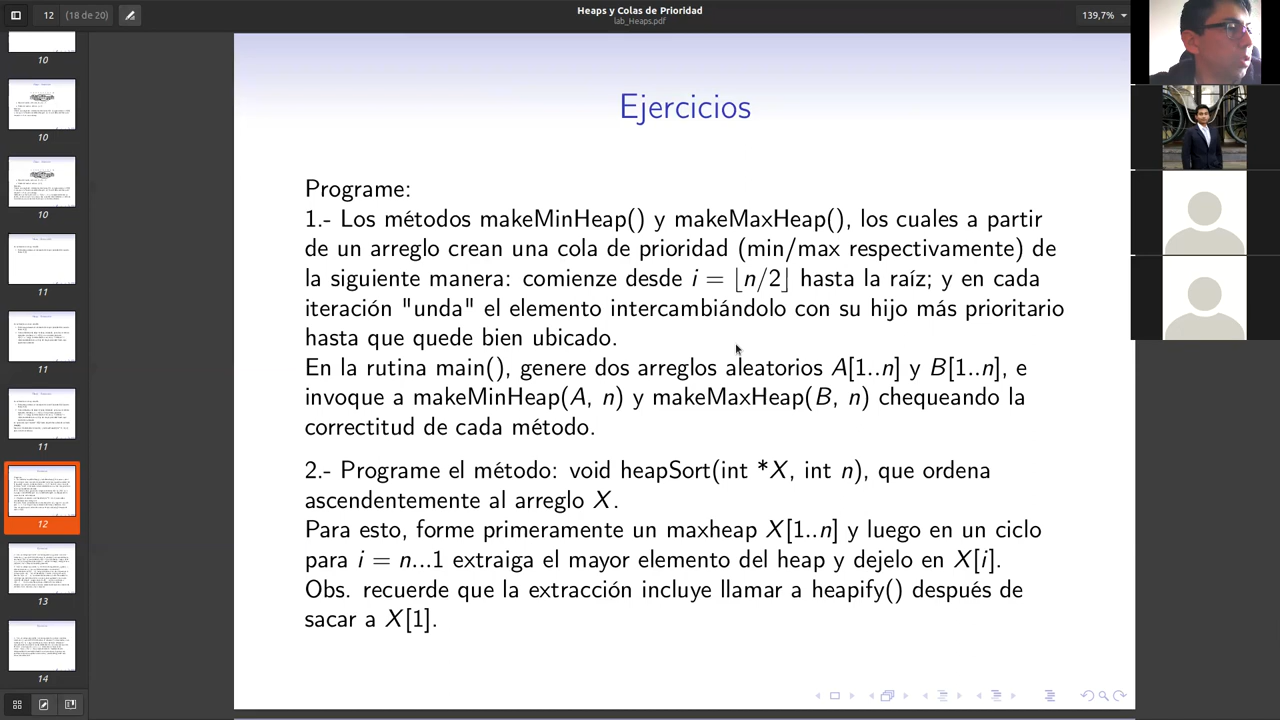 Heaps y Colas de Prioridad
lab_Heaps.pdf
12 (18 de 20)
139,7%
10
10
10
11
11
11
12
13
14
Ejercicios
Programe:
1.- Los métodos makeMinHeap() y makeMaxHeap(), los cuales a partir
de un arreglo crean una cola de prioridad (min/max respectivamente) de
la siguiente manera: comienze desde i = ⌊n/2⌋ hasta la raíz; y en cada
iteración "unda" el elemento intercambiándolo con su hijo más prioritario
hasta que quede bien ubicado.
En la rutina main(), genere dos arreglos aleatorios A[1..n] y B[1..n], e
invoque a makeMinHeap(A, n) y makeMaxHeap(B, n) chequeando la
correctitud de cada método.
2.- Programe el método: void heapSort(int *X, int n), que ordena
ascendentemente al arreglo X.
Para esto, forme primeramente un maxheap X[1..n] y luego en un ciclo
para i = n...1 extraiga el mayor elemento del heap y dejelo en X[i].
Obs. recuerde que la extracción incluye llamar a heapify() después de
sacar a X[1].